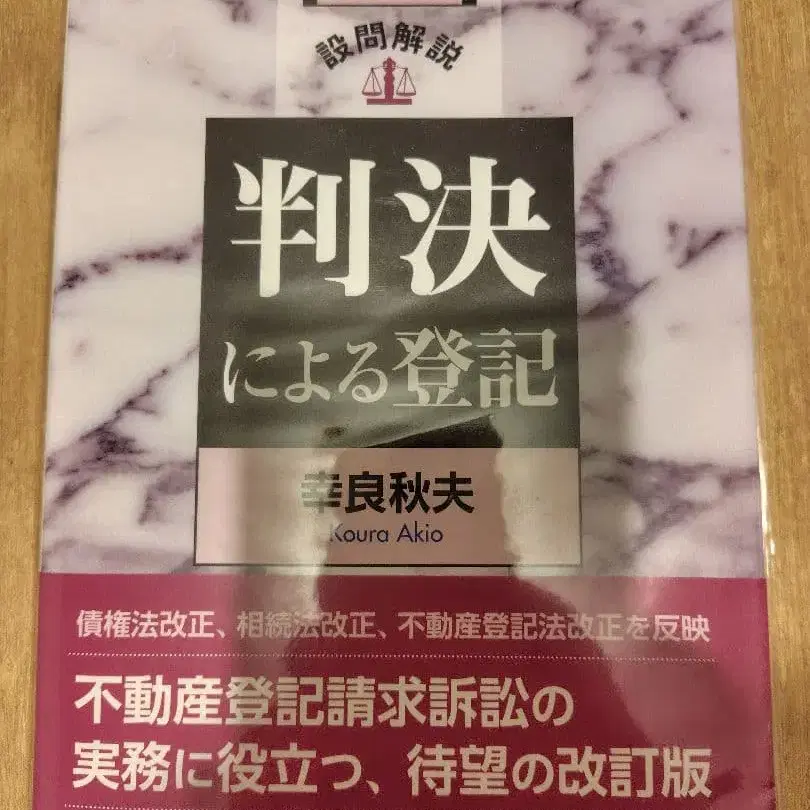 設問解説
判決
による登記
幸良秋夫
Koura Akio
債権法改正、相続法改正、不動産登記法改正を反映
不動産登記請求訴訟の
実務に役立つ、待望の改訂版